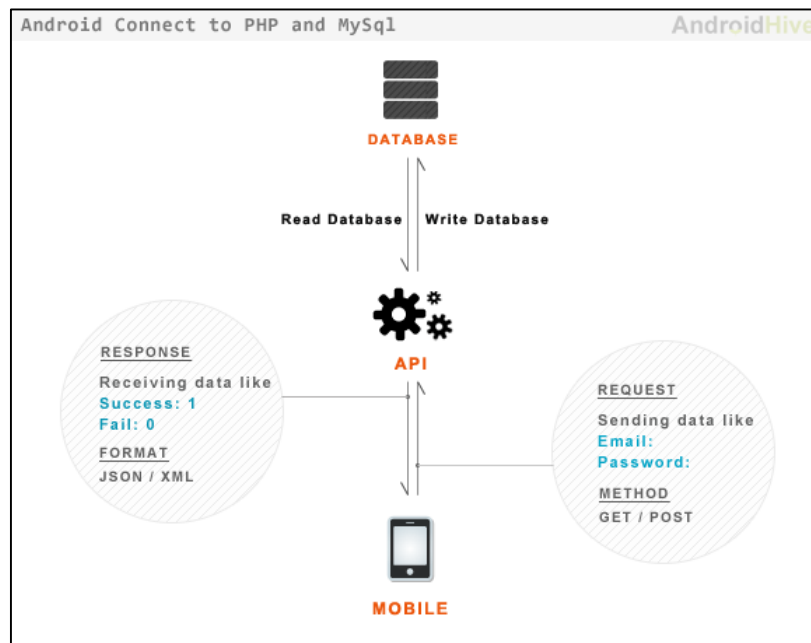 Android Connect to PHP and MySql
AndroidHive
DATABASE
Read Database
Write Database
API
RESPONSE
Receiving data like
Success: 1
Fail: 0
FORMAT
JSON / XML
REQUEST
Sending data like
Email:
Password:
METHOD
GET / POST
MOBILE